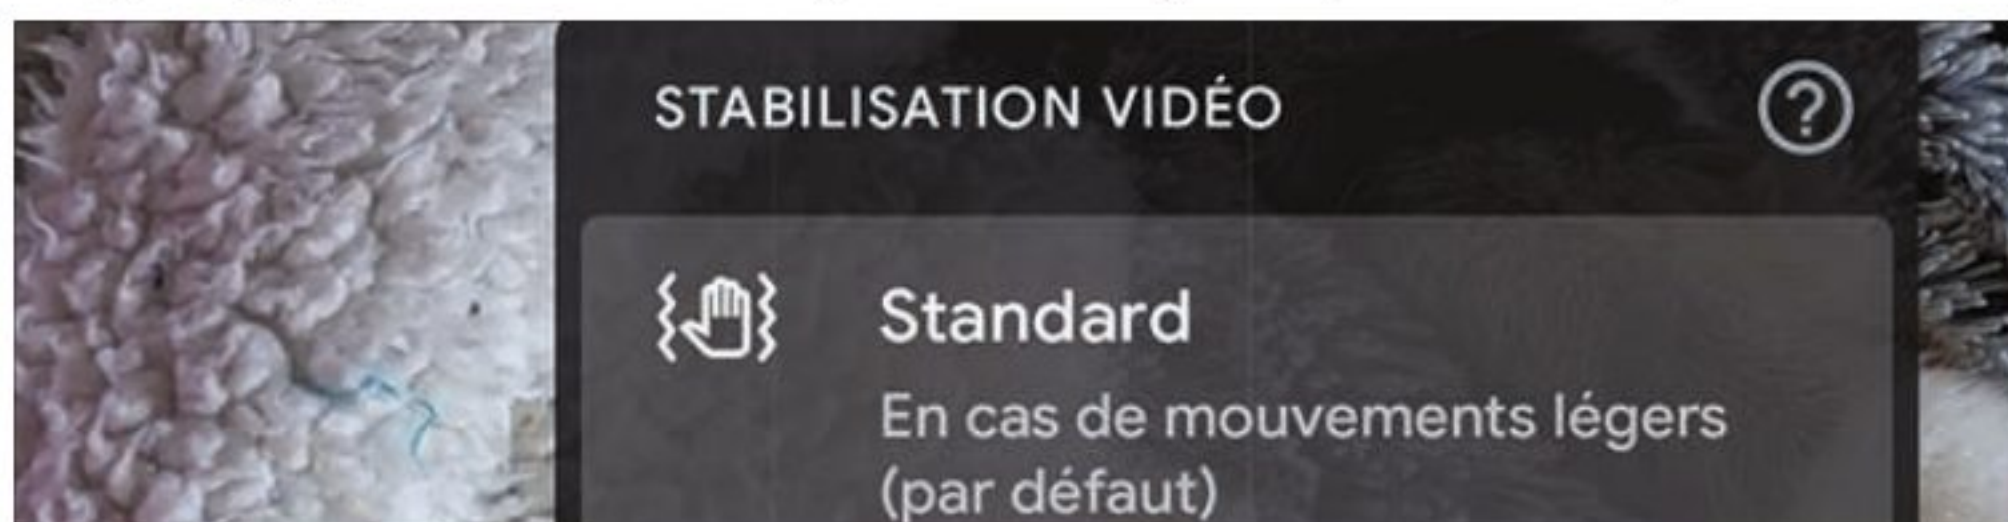 STABILISATION VIDÉO
Standard
En cas de mouvements légers
(par défaut)